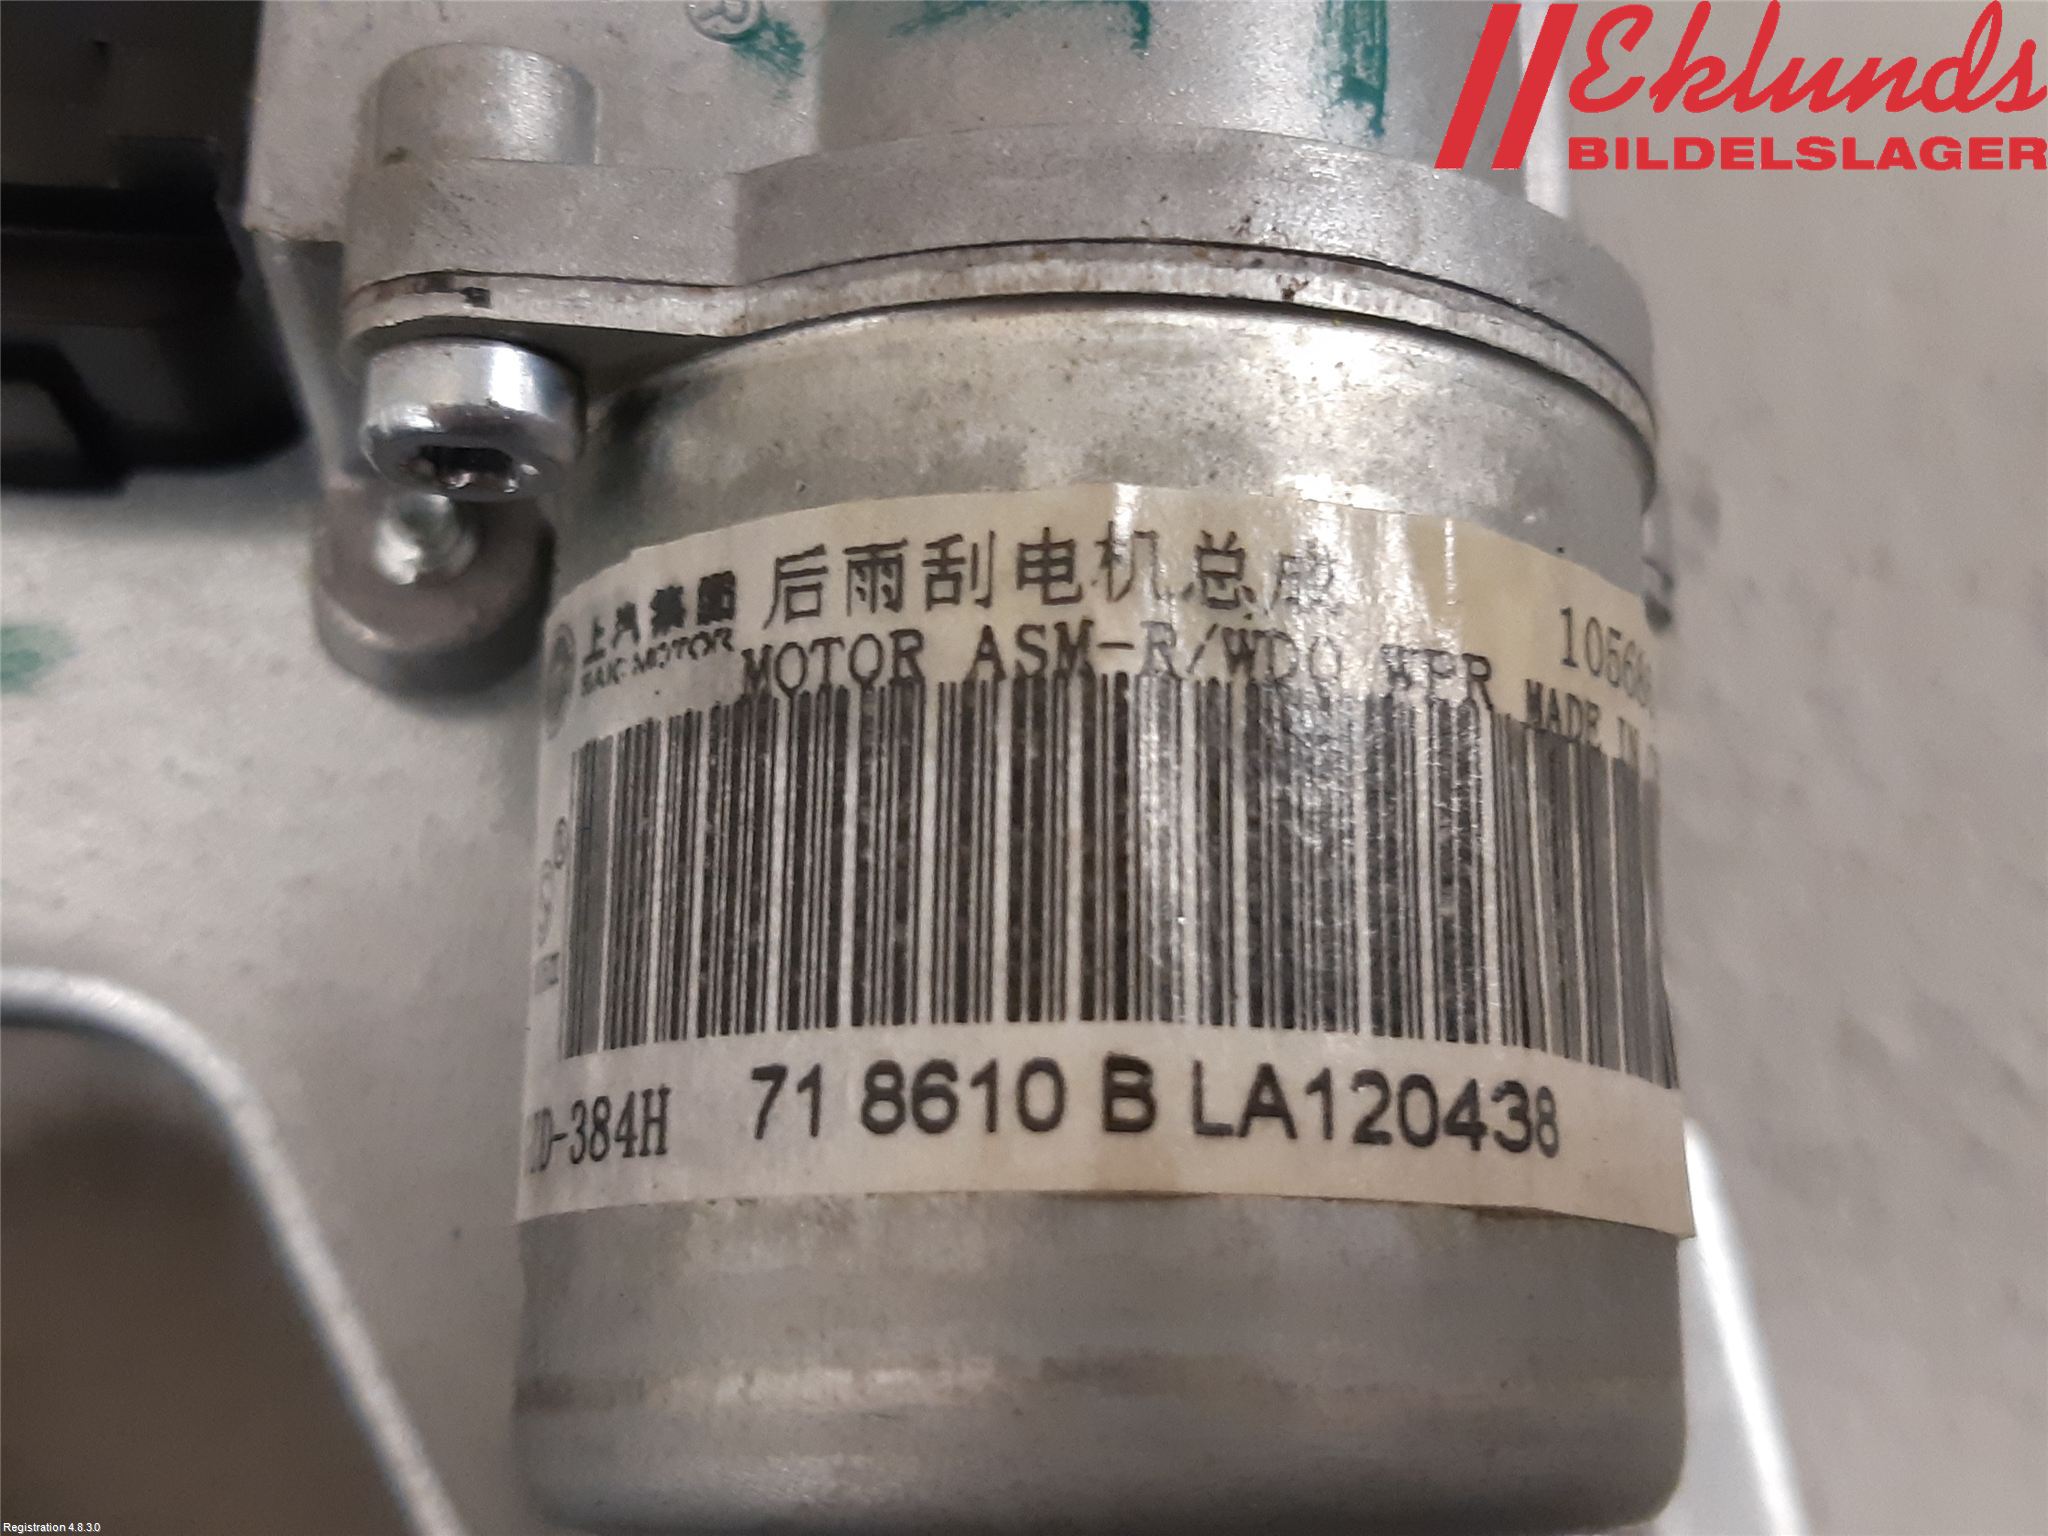 Eklunds
BILDELSLAGER
上汽集团 后雨刮电机总成
SAIC MOTOR MOTOR ASM-R/WDO WPR
MADE IN
-384H 71 8610 B LA120438
Registration 4.8.3.0